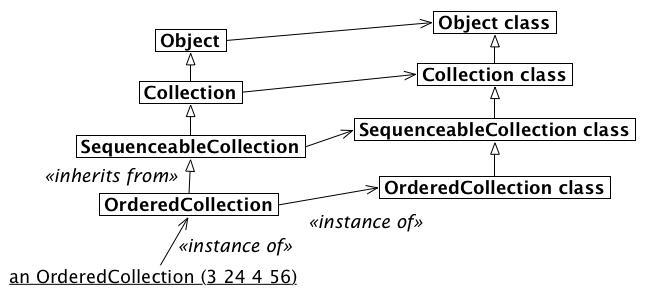 Object class
Object
Collection class
Collection
SequenceableCollection class
SequenceableCollection
«inherits from»
OrderedCollection class
OrderedCollection
«instance of»
«instance of»
an OrderedCollection (3 24 4 56)